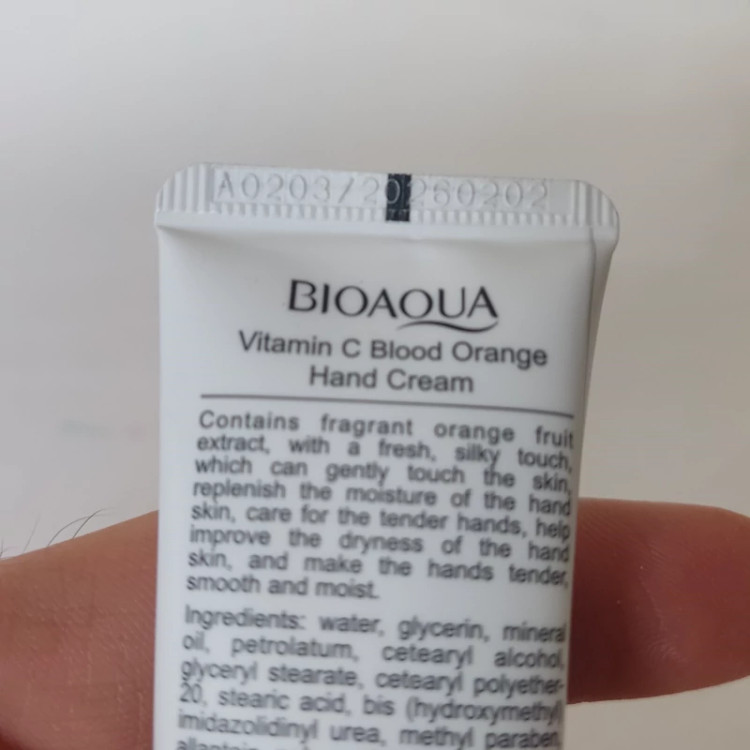 A0203/20260202
BIOAQUA
Vitamin C Blood Orange
Hand Cream
Contains fragrant orange fruit
extract, with a fresh, silky touch,
which can gently touch the skin,
replenish the moisture of the hand
skin, care for the tender hands, help
improve the dryness of the hand
skin, and make the hands tender,
smooth and moist.
Ingredients: water, glycerin, mineral
oil, petrolatum, cetearyl alcohol,
glyceryl stearate, cetearyl polyether-
20, stearic acid, bis (hydroxymethyl)
imidazolidinyl urea, methyl paraben,